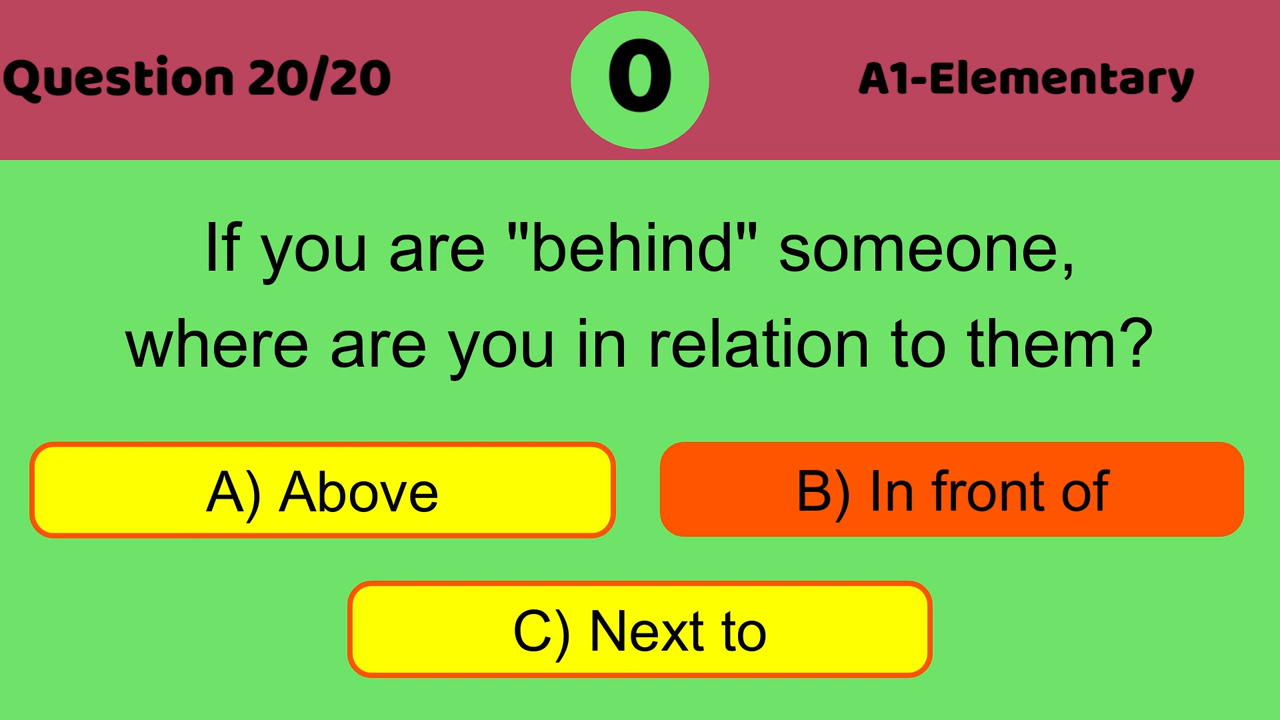 Question 20/20
0
A1-Elementary
If you are "behind" someone,
where are you in relation to them?
A) Above
B) In front of
C) Next to